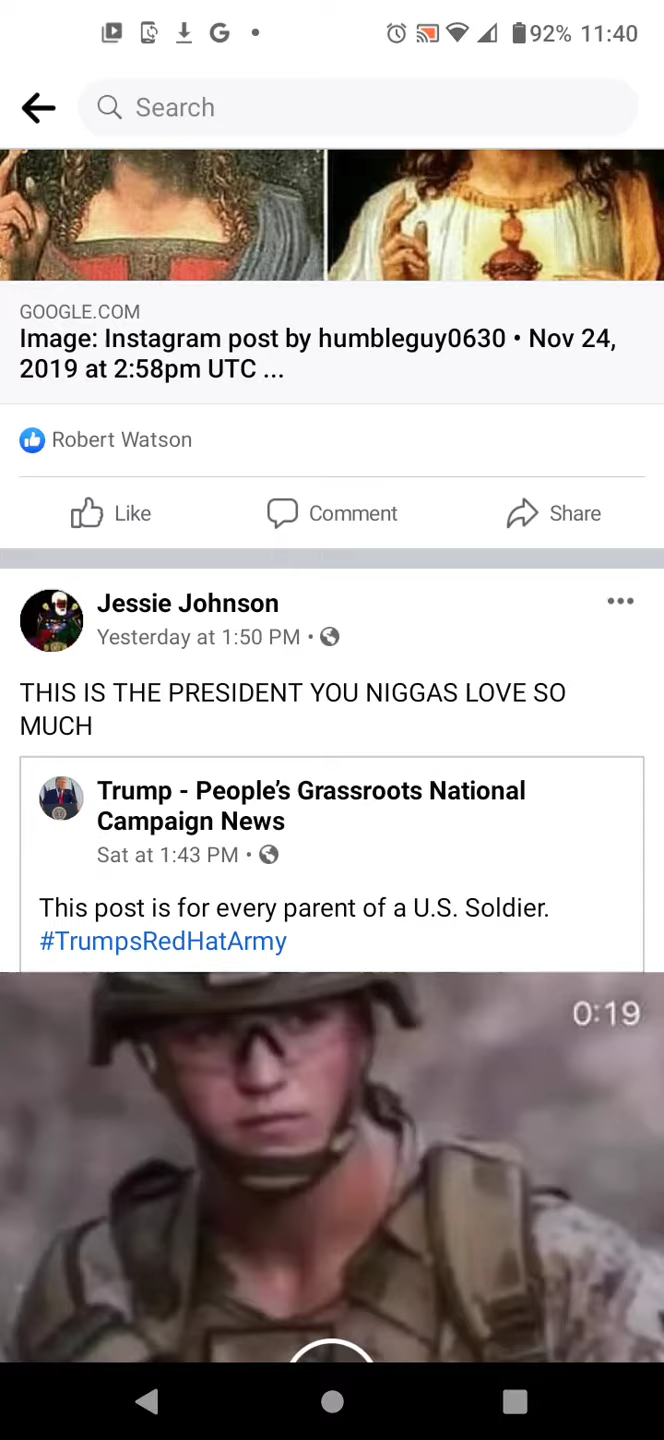 92% 11:40
Search
GOOGLE.COM
Image: Instagram post by humbleguy0630 • Nov 24,
2019 at 2:58pm UTC ...
Robert Watson
Like Comment Share
Jessie Johnson
Yesterday at 1:50 PM •
THIS IS THE PRESIDENT YOU NIGGAS LOVE SO
MUCH
Trump - People’s Grassroots National
Campaign News
Sat at 1:43 PM •
This post is for every parent of a U.S. Soldier.
#TrumpsRedHatArmy
0:19